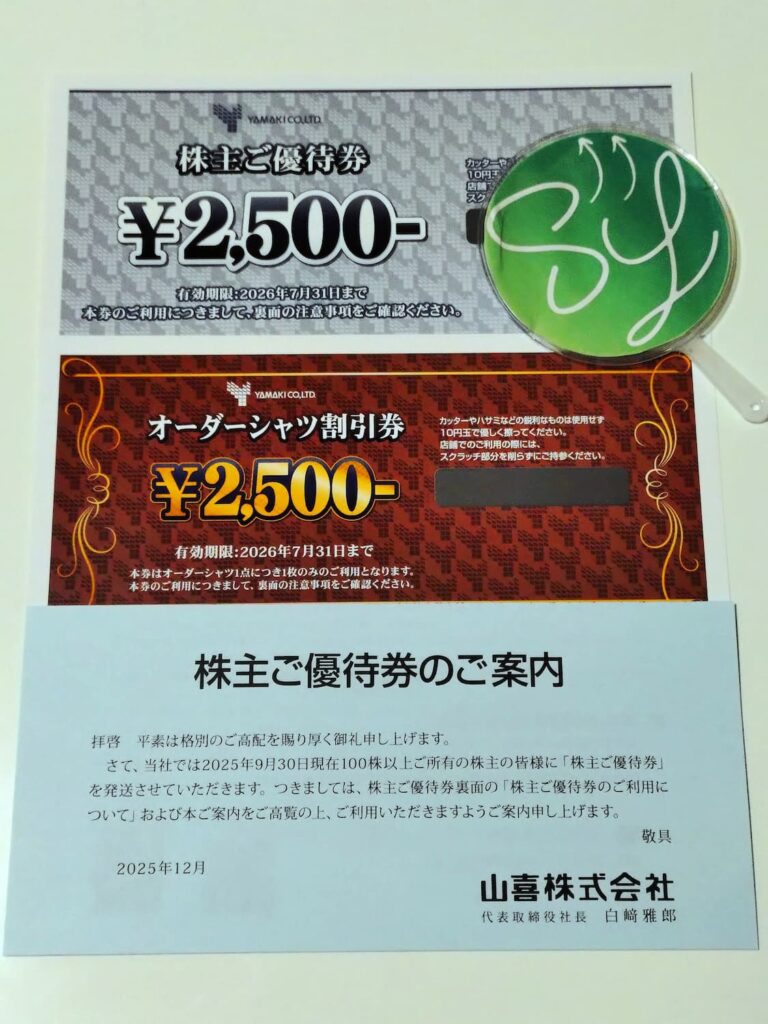 YAMAKI CO.,LTD.
株主ご優待券
¥2,500-
カッターや
10円玉
店舗で
スク
有効期限:2026年7月31日まで
本券のご利用につきまして、裏面の注意事項をご確認ください。
YAMAKI CO.,LTD.
オーダーシャツ割引券
¥2,500-
カッターやハサミなどの鋭利なものは使用せず
10円玉で優しく擦ってください。
店舗でのご利用の際には、
スクラッチ部分を削らずにご持参ください。
有効期限:2026年7月31日まで
本券はオーダーシャツ1点につき1枚のみのご利用となります。
本券のご利用につきまして、裏面の注意事項をご確認ください。
株主ご優待券のご案内
拝啓 平素は格別のご高配を賜り厚く御礼申し上げます。
さて、当社では2025年9月30日現在100株以上ご所有の株主の皆様に「株主ご優待券」
を発送させていただきます。つきましては、株主ご優待券裏面の「株主ご優待券のご利用に
ついて」および本ご案内をご高覧の上、ご利用いただきますようご案内申し上げます。
敬具
2025年12月
山喜株式会社
代表取締役社長 白﨑雅郎